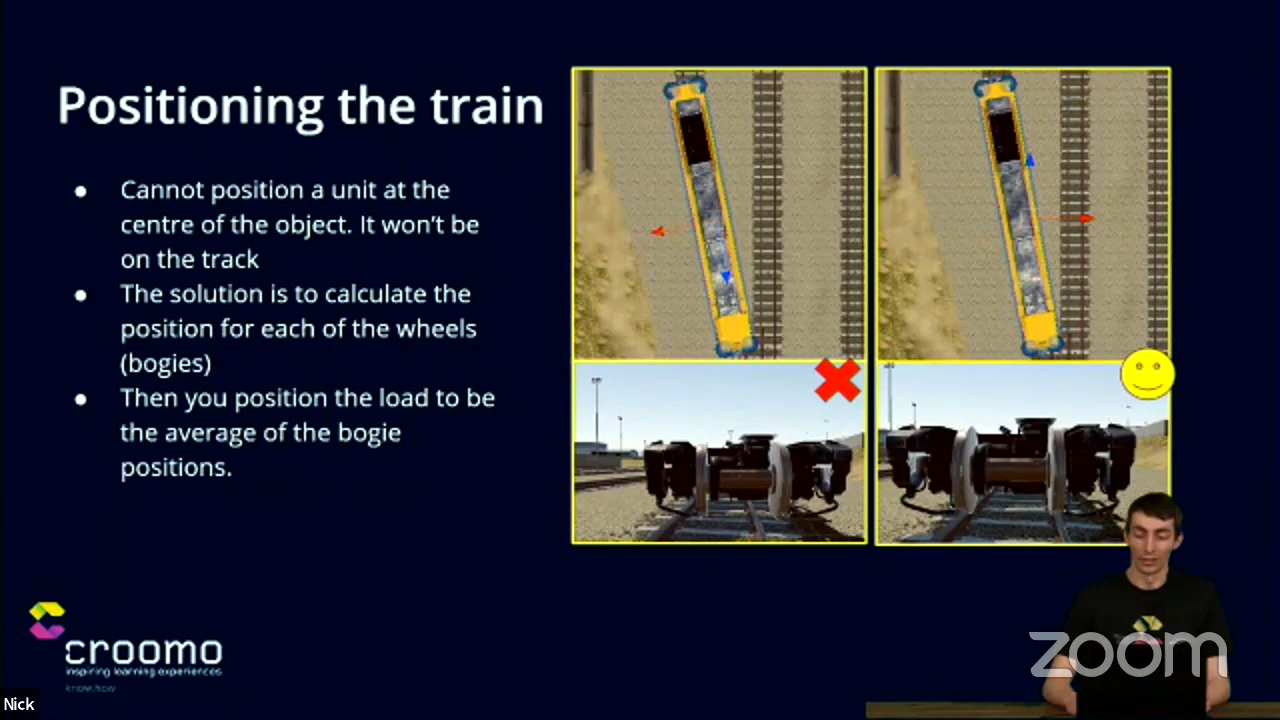 Positioning the train
● Cannot position a unit at the
centre of the object. It won't be
on the track
● The solution is to calculate the
position for each of the wheels
(bogies)
● Then you position the load to be
the average of the bogie
positions.
croomo
inspiring learning experiences
know.how
zoom
Nick